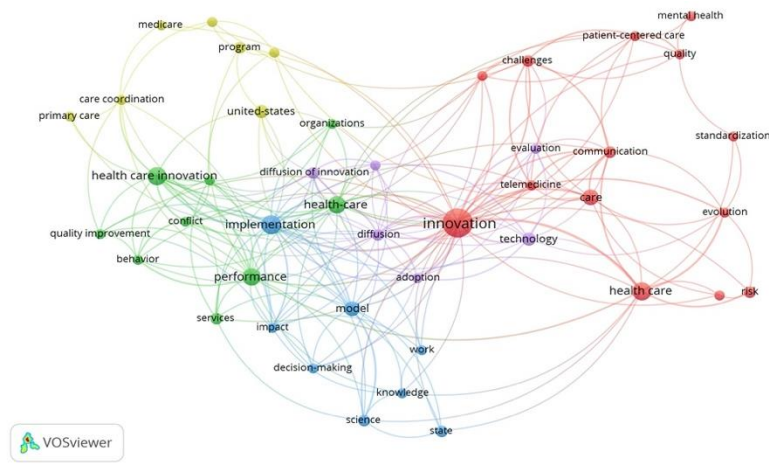 mental health
medicare
patient-centered care
program
quality
challenges
care coordination
primary care
united-states
organizations
standardization
evaluation
communication
diffusion of innovation
health care innovation
telemedicine
care
health-care
evolution
conflict
implementation
innovation
quality improvement
diffusion
technology
behavior
performance
adoption
health care
risk
model
services
impact
work
decision-making
knowledge
science
state
VOSviewer